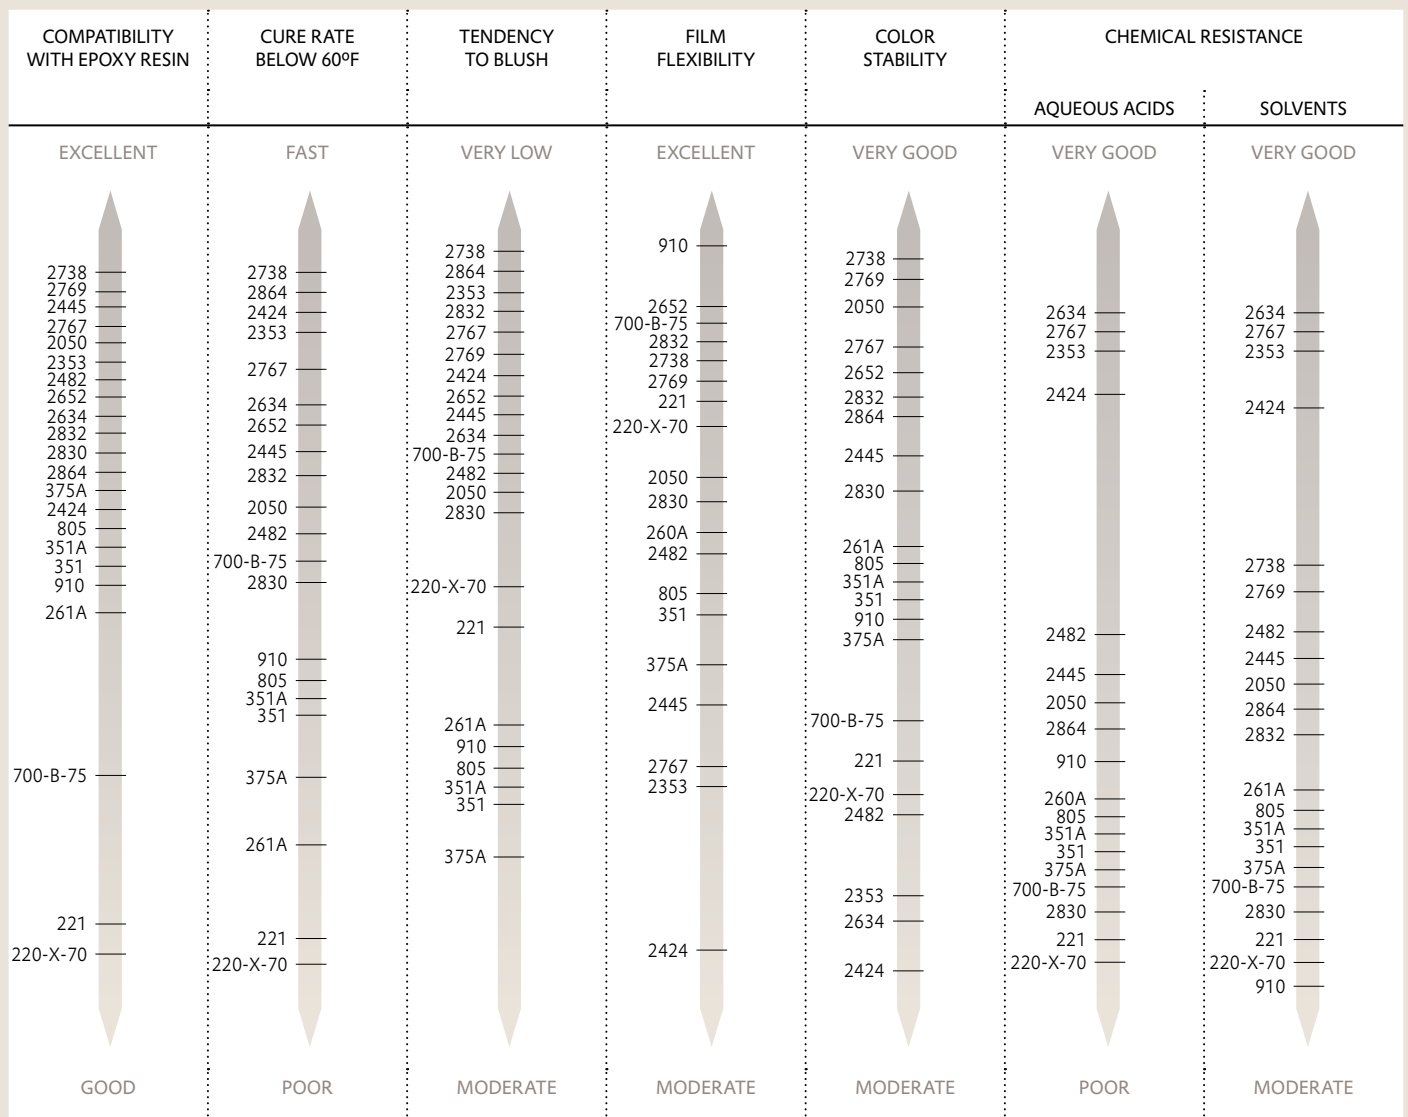 COMPATIBILITY
WITH EPOXY RESIN
CURE RATE
BELOW 60ºF
TENDENCY
TO BLUSH
FILM
FLEXIBILITY
COLOR
STABILITY
CHEMICAL RESISTANCE
AQUEOUS ACIDS
SOLVENTS
EXCELLENT
2738
2769
2445
2767
2050
2353
2482
2652
2634
2832
2830
2864
375A
2424
805
351A
351
910
261A
700-B-75
221
220-X-70
GOOD
FAST
2738
2864
2424
2353
2767
2634
2652
2445
2832
2050
2482
700-B-75
2830
910
805
351A
351
375A
261A
221
220-X-70
POOR
VERY LOW
2738
2864
2353
2832
2767
2769
2424
2652
2445
2634
700-B-75
2482
2050
2830
220-X-70
221
261A
910
805
351A
351
375A
MODERATE
EXCELLENT
910
2652
700-B-75
2832
2738
2769
221
220-X-70
2050
2830
260A
2482
805
351
375A
2445
2767
2353
2424
MODERATE
VERY GOOD
2738
2769
2050
2767
2652
2832
2864
2445
2830
261A
805
351A
351
910
375A
700-B-75
221
220-X-70
2482
2353
2634
2424
MODERATE
VERY GOOD
2634
2767
2353
2424
2482
2445
2050
2864
910
260A
805
351A
351
375A
700-B-75
2830
221
220-X-70
POOR
VERY GOOD
2634
2767
2353
2424
2738
2769
2482
2445
2050
2864
2832
261A
805
351A
351
375A
700-B-75
2830
221
220-X-70
910
MODERATE